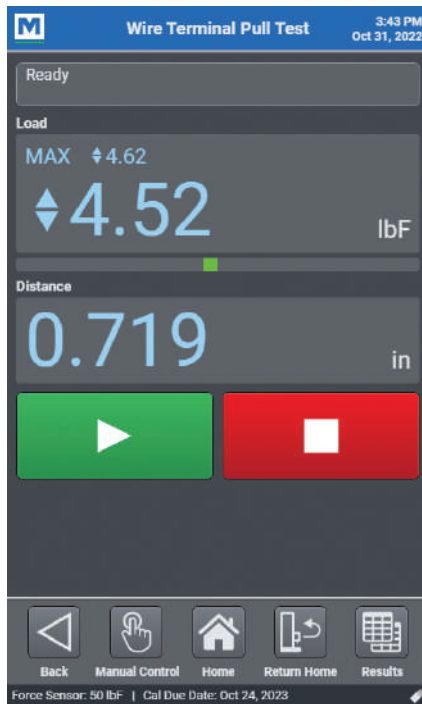 M
Wire Terminal Pull Test
3:43 PM
Oct 31, 2022
Ready
Load
MAX 4.62
4.52
lbF
Distance
0.719
in
Back Manual Control Home Return Home Results
Force Sensor: 50 lbF | Cal Due Date: Oct 24, 2023